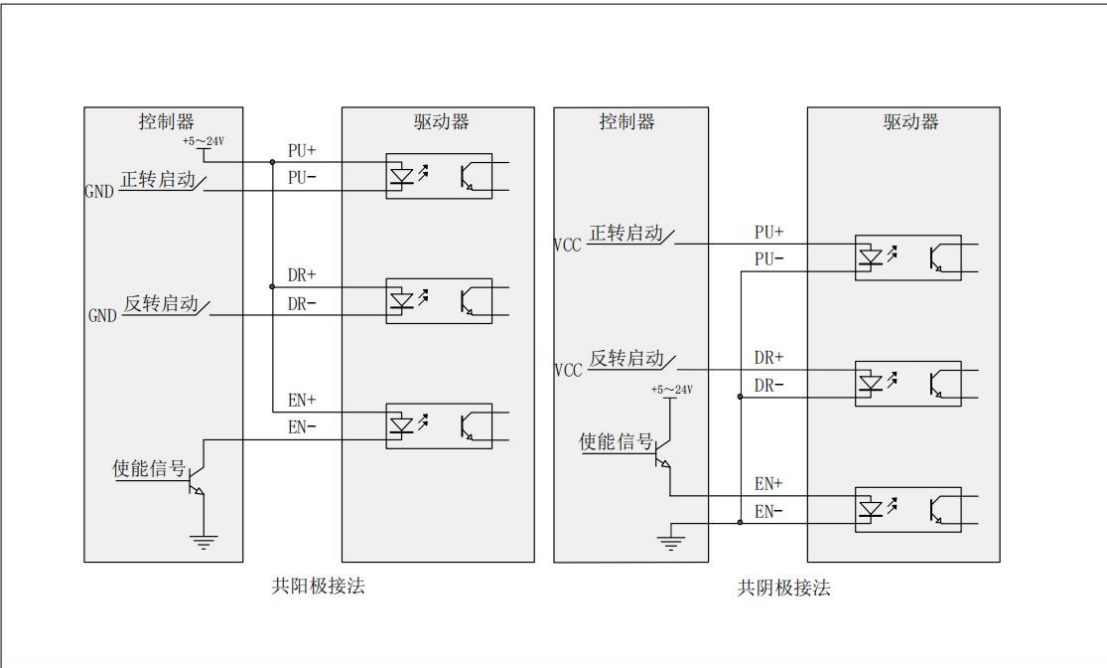 控制器
驱动器
+5～24V
PU+
GND 正转启动
PU-
DR+
GND 反转启动
DR-
EN+
EN-
使能信号
共阳极接法
控制器
驱动器
VCC 正转启动
PU+
PU-
VCC 反转启动
DR+
+5～24V
DR-
使能信号
EN+
EN-
共阴极接法